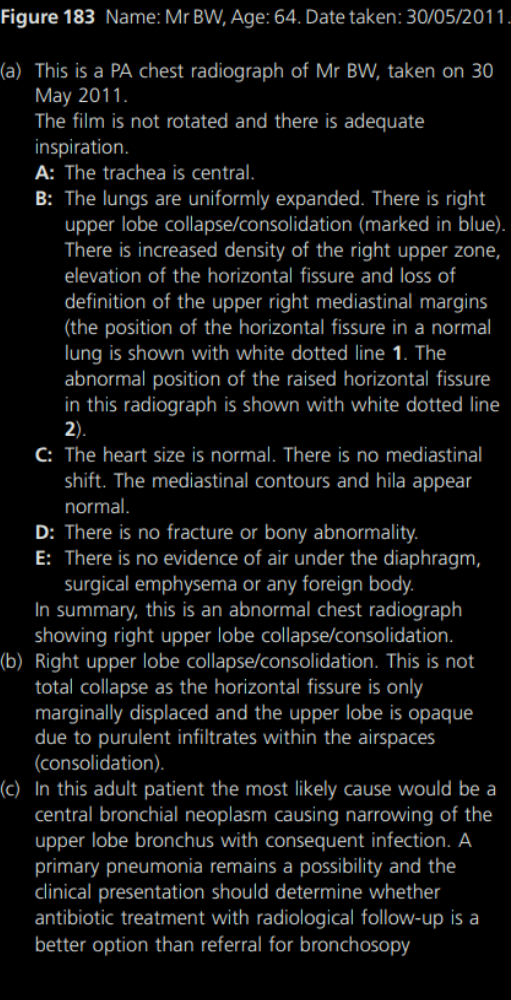 Figure 183 Name: Mr BW, Age: 64. Date taken: 30/05/2011.
(a) This is a PA chest radiograph of Mr BW, taken on 30
May 2011.
The film is not rotated and there is adequate
inspiration.
A: The trachea is central.
B: The lungs are uniformly expanded. There is right
upper lobe collapse/consolidation (marked in blue).
There is increased density of the right upper zone,
elevation of the horizontal fissure and loss of
definition of the upper right mediastinal margins
(the position of the horizontal fissure in a normal
lung is shown with white dotted line 1. The
abnormal position of the raised horizontal fissure
in this radiograph is shown with white dotted line
2).
C: The heart size is normal. There is no mediastinal
shift. The mediastinal contours and hila appear
normal.
D: There is no fracture or bony abnormality.
E: There is no evidence of air under the diaphragm,
surgical emphysema or any foreign body.
In summary, this is an abnormal chest radiograph
showing right upper lobe collapse/consolidation.
(b) Right upper lobe collapse/consolidation. This is not
total collapse as the horizontal fissure is only
marginally displaced and the upper lobe is opaque
due to purulent infiltrates within the airspaces
(consolidation).
(c) In this adult patient the most likely cause would be a
central bronchial neoplasm causing narrowing of the
upper lobe bronchus with consequent infection. A
primary pneumonia remains a possibility and the
clinical presentation should determine whether
antibiotic treatment with radiological follow-up is a
better option than referral for bronchosopy